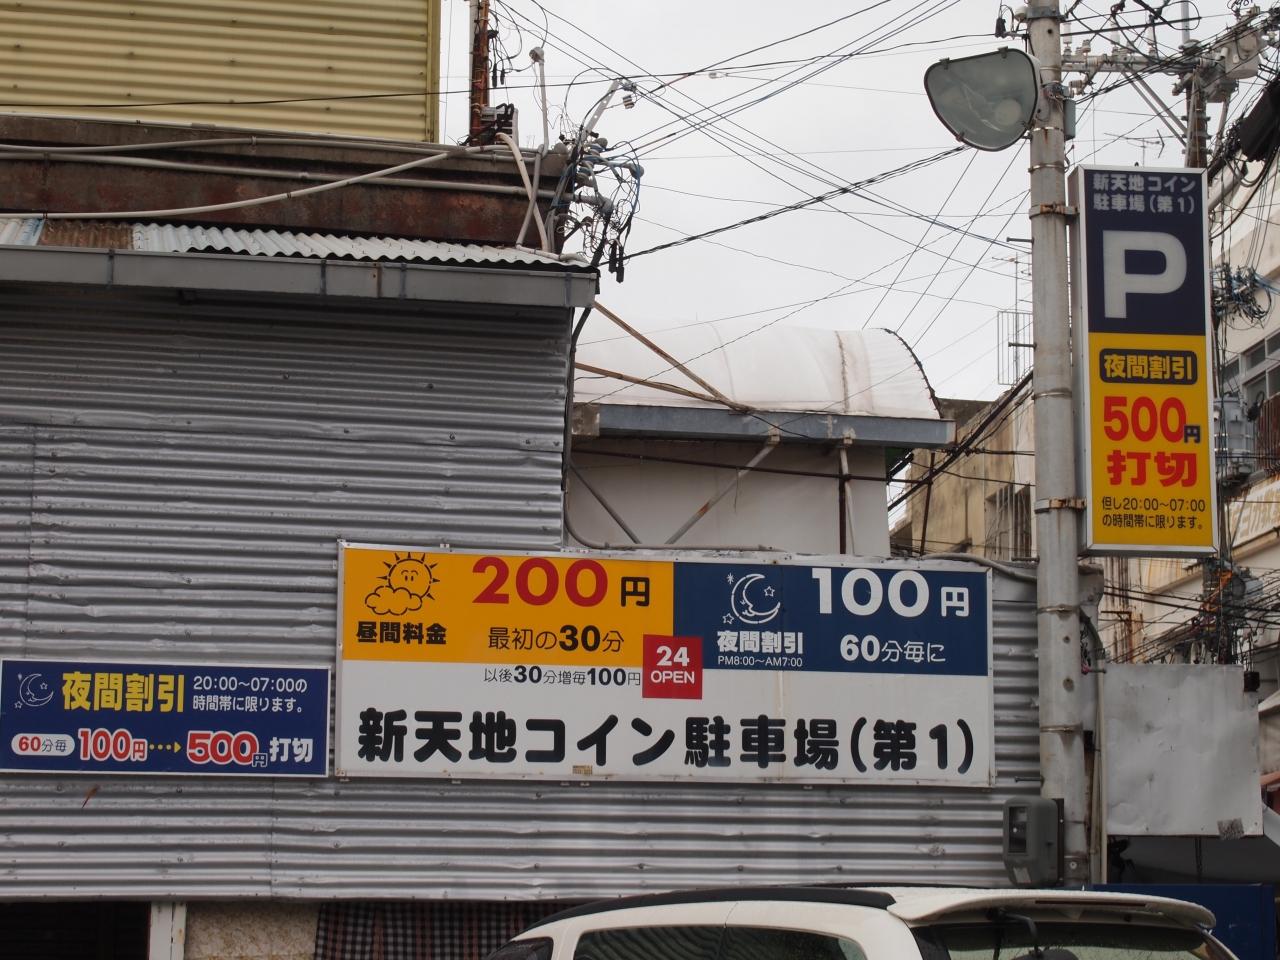 新天地コイン
駐車場(第1)
P
夜間割引
500円
打切
但し20:00〜07:00
の時間帯に限ります。
200円
昼間料金
最初の30分
以後30分増毎100円
24
OPEN
100円
夜間割引
PM8:00〜AM7:00
60分毎に
新天地コイン駐車場(第1)
夜間割引
20:00〜07:00の
時間帯に限ります。
60分毎 100円····▸500円打切